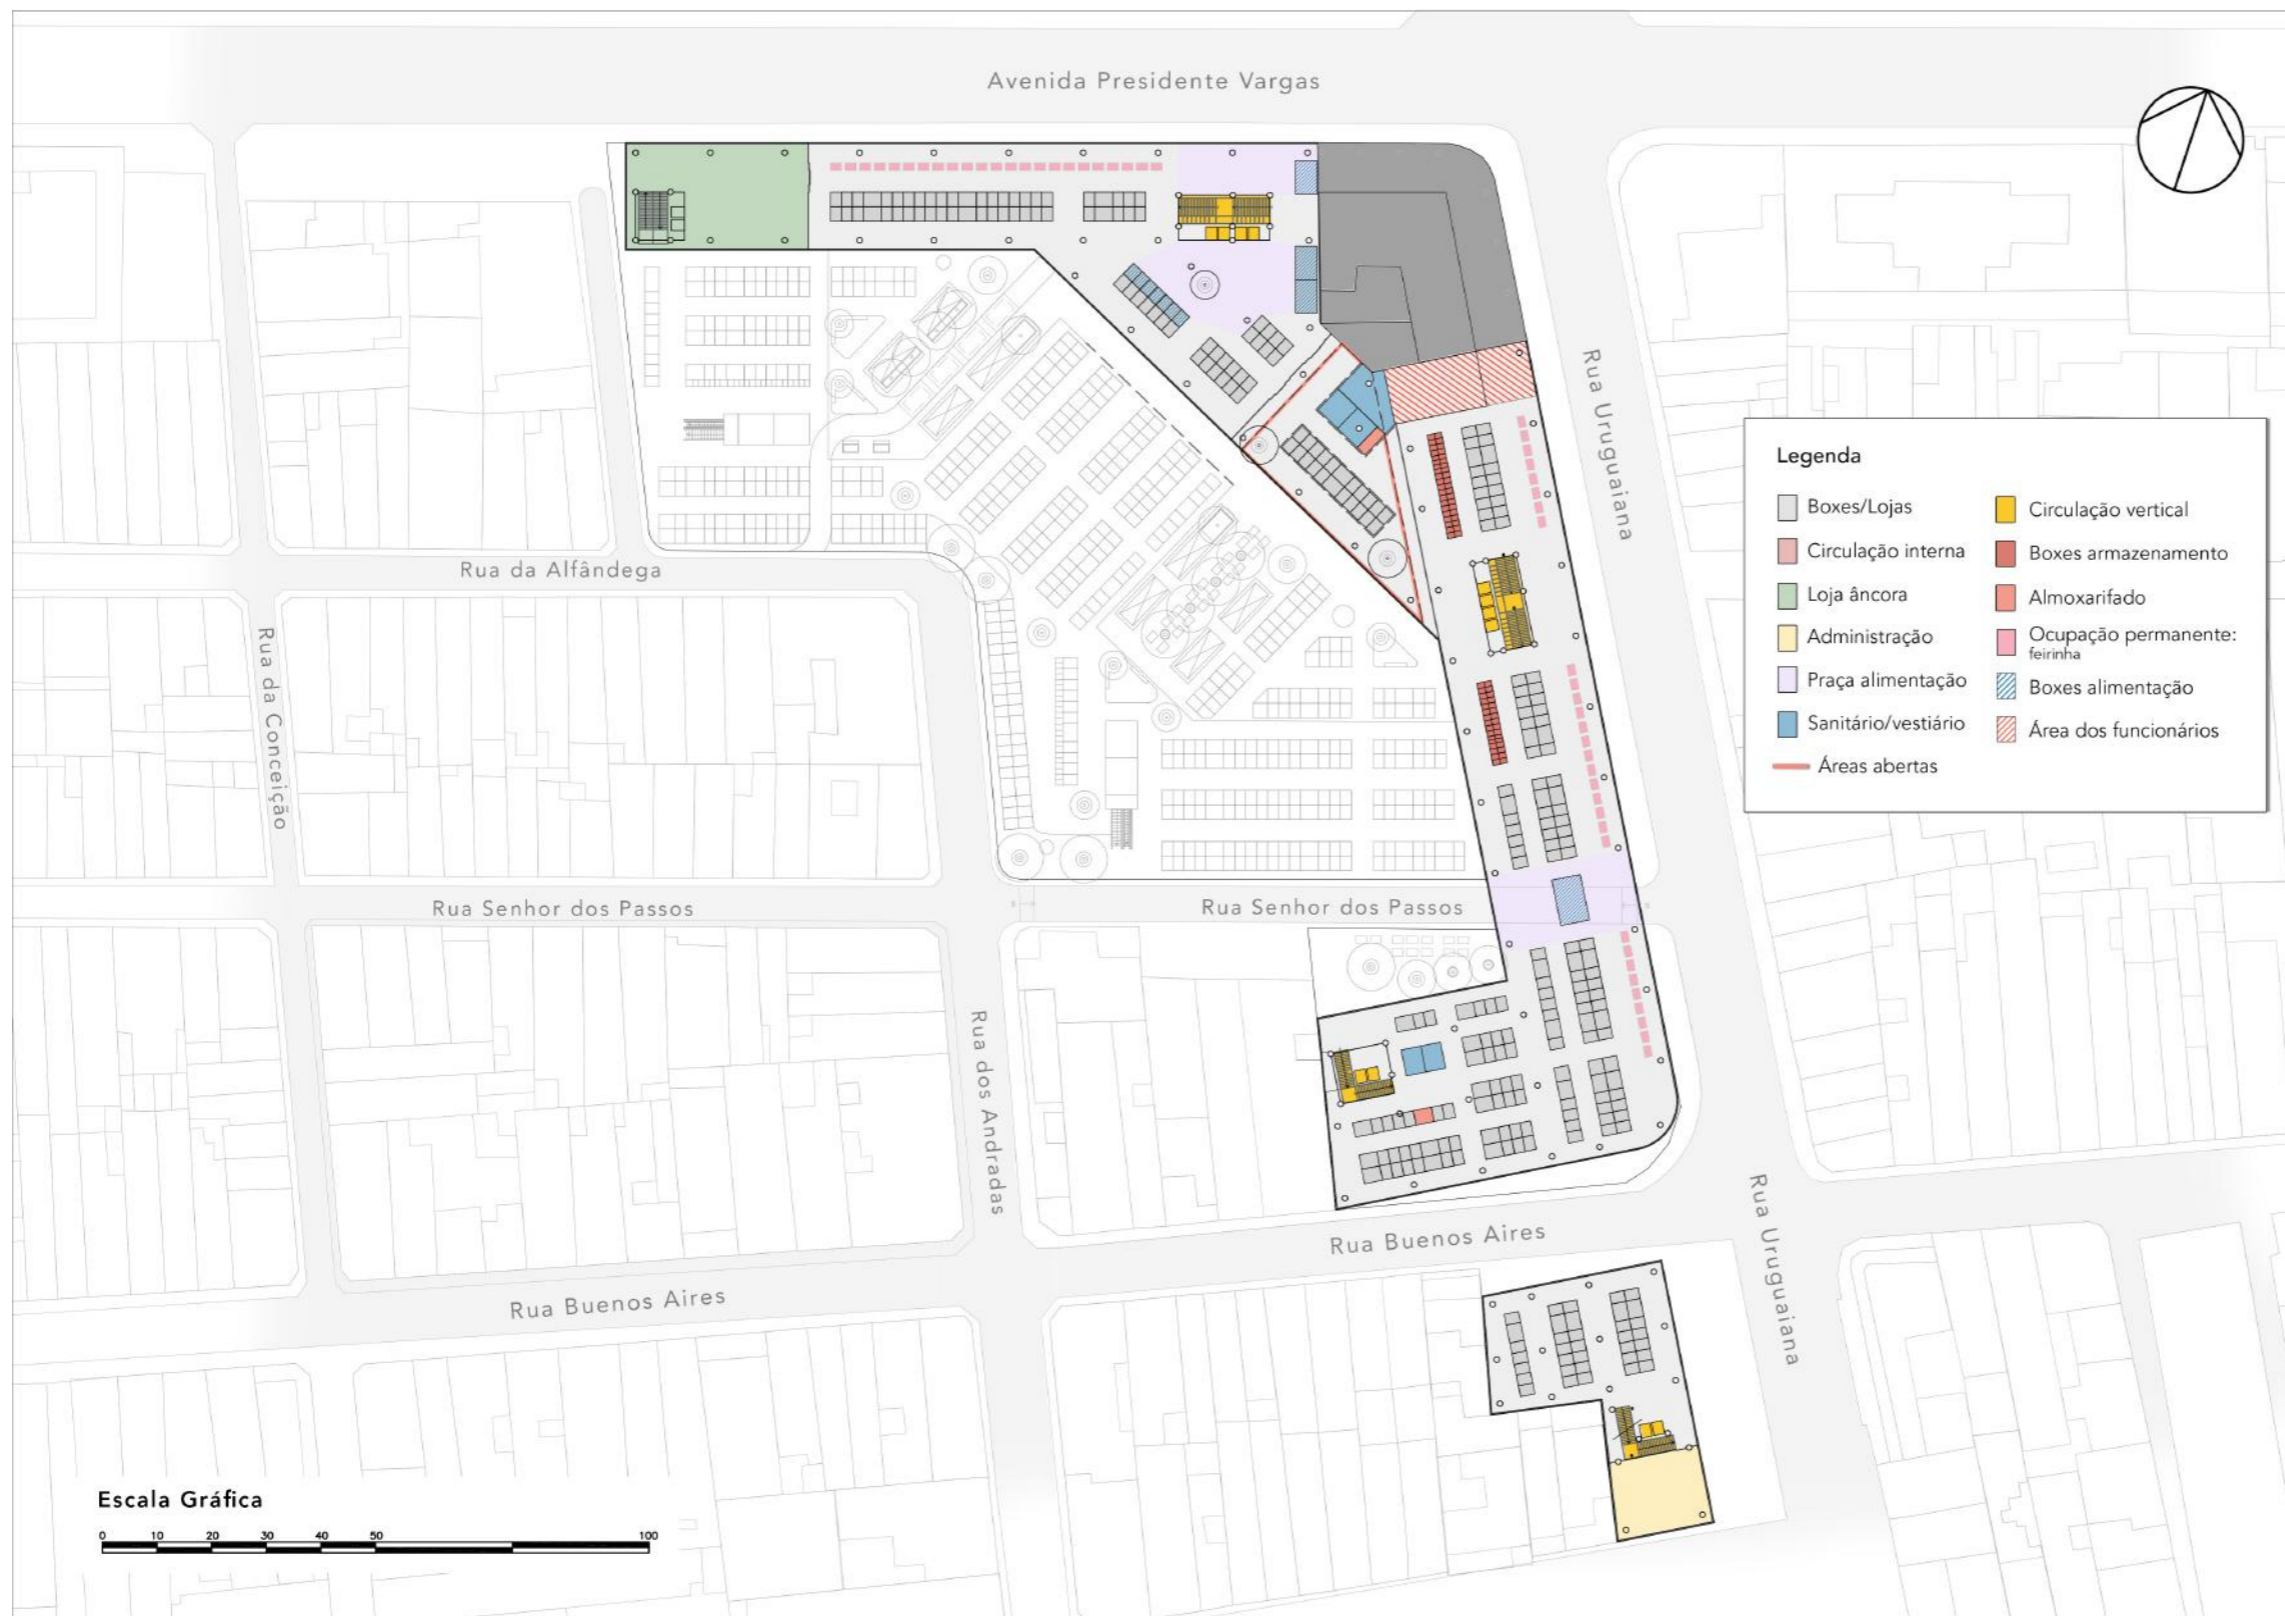 Avenida Presidente Vargas
Rua Uruguaiana
Legenda
Boxes/Lojas
Circulação interna
Loja âncora
Administração
Praça alimentação
Sanitário/vestiário
Áreas abertas
Circulação vertical
Boxes armazenamento
Almoxarifado
Ocupação permanente:
feirinha
Boxes alimentação
Área dos funcionários
Rua da Alfândega
Rua da Conceição
Rua Senhor dos Passos
Rua Senhor dos Passos
Rua dos Andradas
Rua Buenos Aires
Rua Uruguaiana
Rua Buenos Aires
Escala Gráfica
0 10 20 30 40 50 100